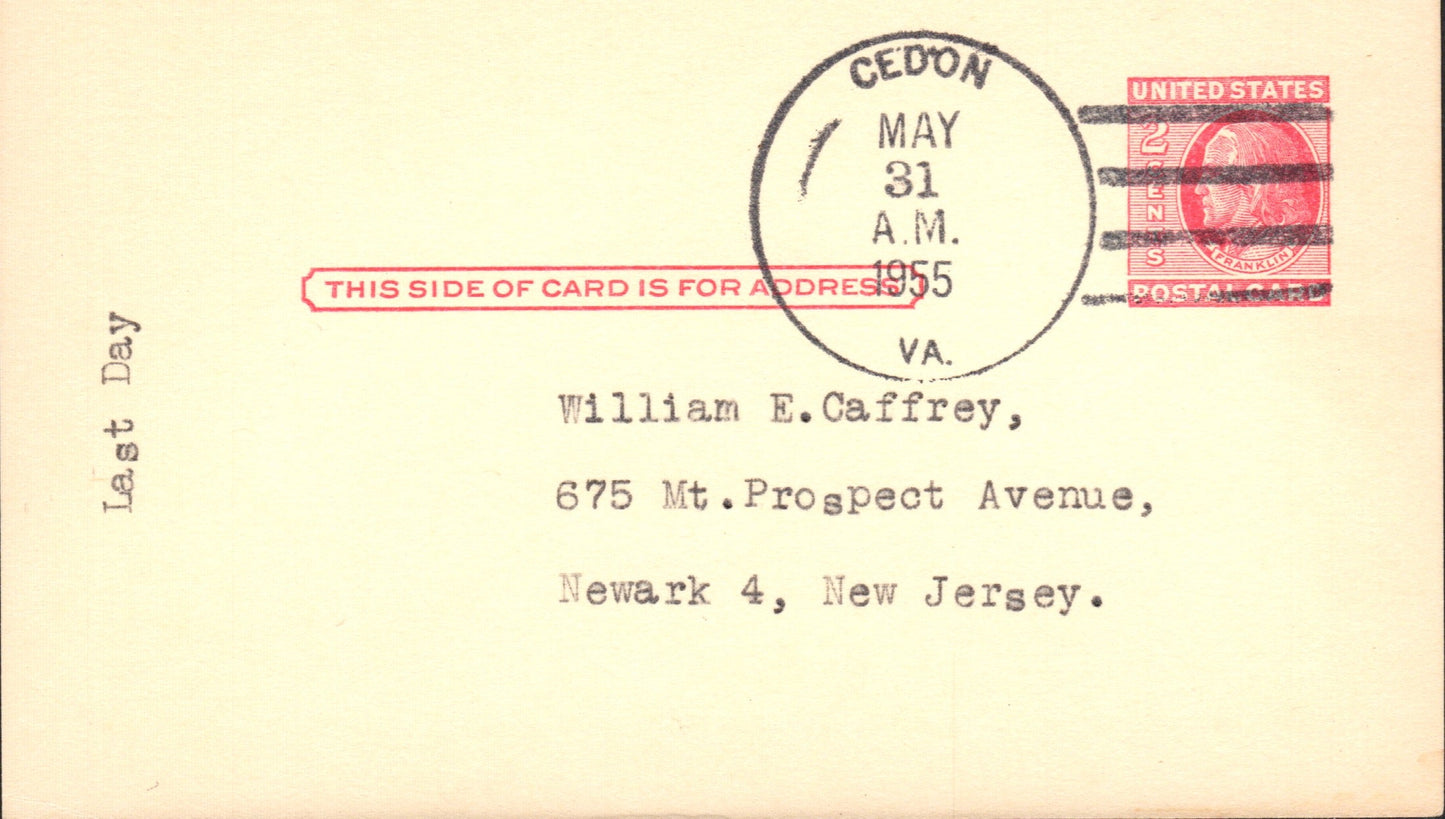 CEDON
MAY
31
A.M.
1955
VA.
UNITED STATES
2 CENTS
FRANKLIN
POSTAL CARD
THIS SIDE OF CARD IS FOR ADDRESS
Last Day
William E.Caffrey,
675 Mt.Prospect Avenue,
Newark 4, New Jersey.